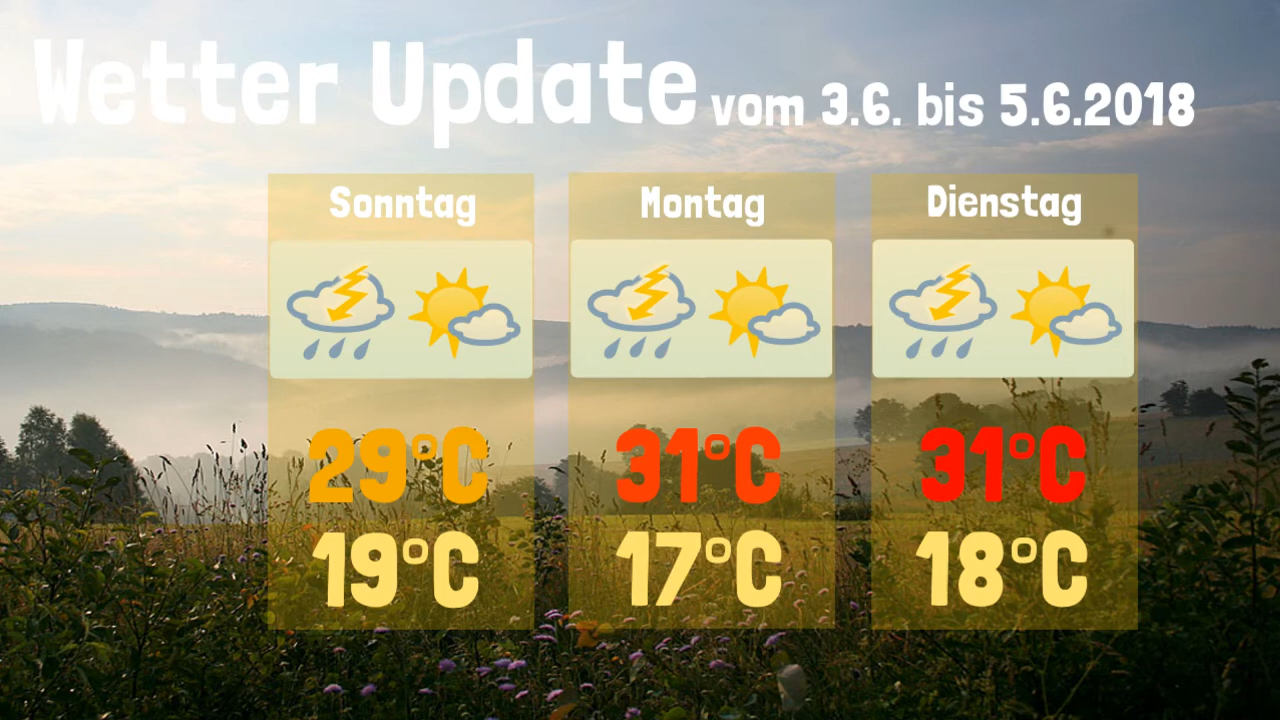 Wetter Update vom 3.6. bis 5.6.2018
Sonntag Montag Dienstag
29°C 31°C 31°C
19°C 17°C 18°C